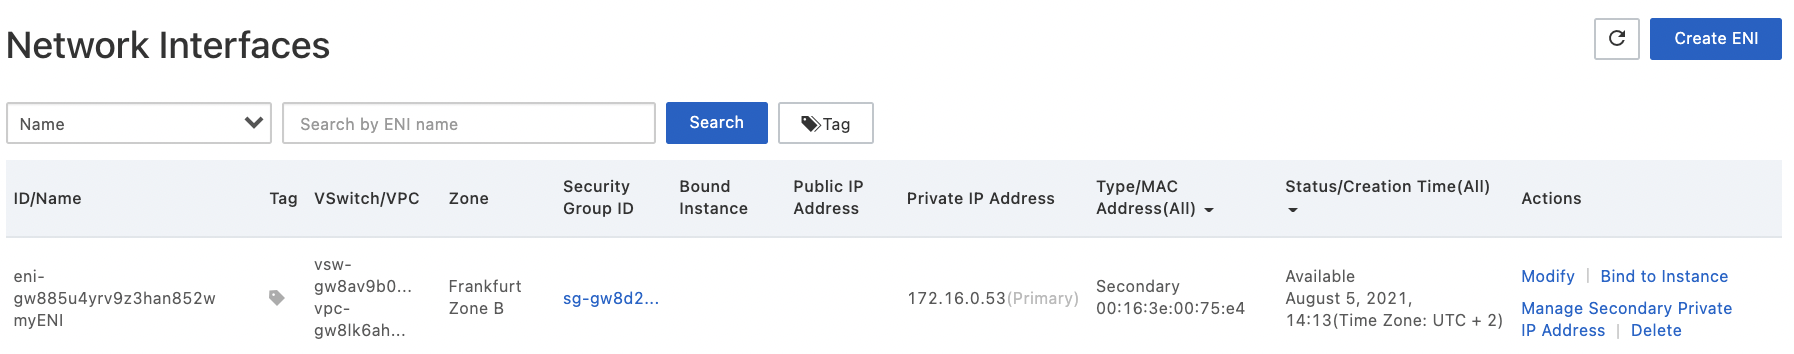 Network Interfaces
Create ENI
Name
Search by ENI name
Search
Tag
ID/Name
Tag
VSwitch/VPC
Zone
Security
Group ID
Bound
Instance
Public IP
Address
Private IP Address
Type/MAC
Address(All)
Status/Creation Time(All)
Actions
eni-
gw885u4yrv9z3han852w
myENI
vsw-
gw8av9b0...
vpc-
gw8lk6ah...
Frankfurt
Zone B
sg-gw8d2...
172.16.0.53(Primary)
Secondary
00:16:3e:00:75:e4
Available
August 5, 2021,
14:13(Time Zone: UTC + 2)
Modify | Bind to Instance
Manage Secondary Private
IP Address | Delete